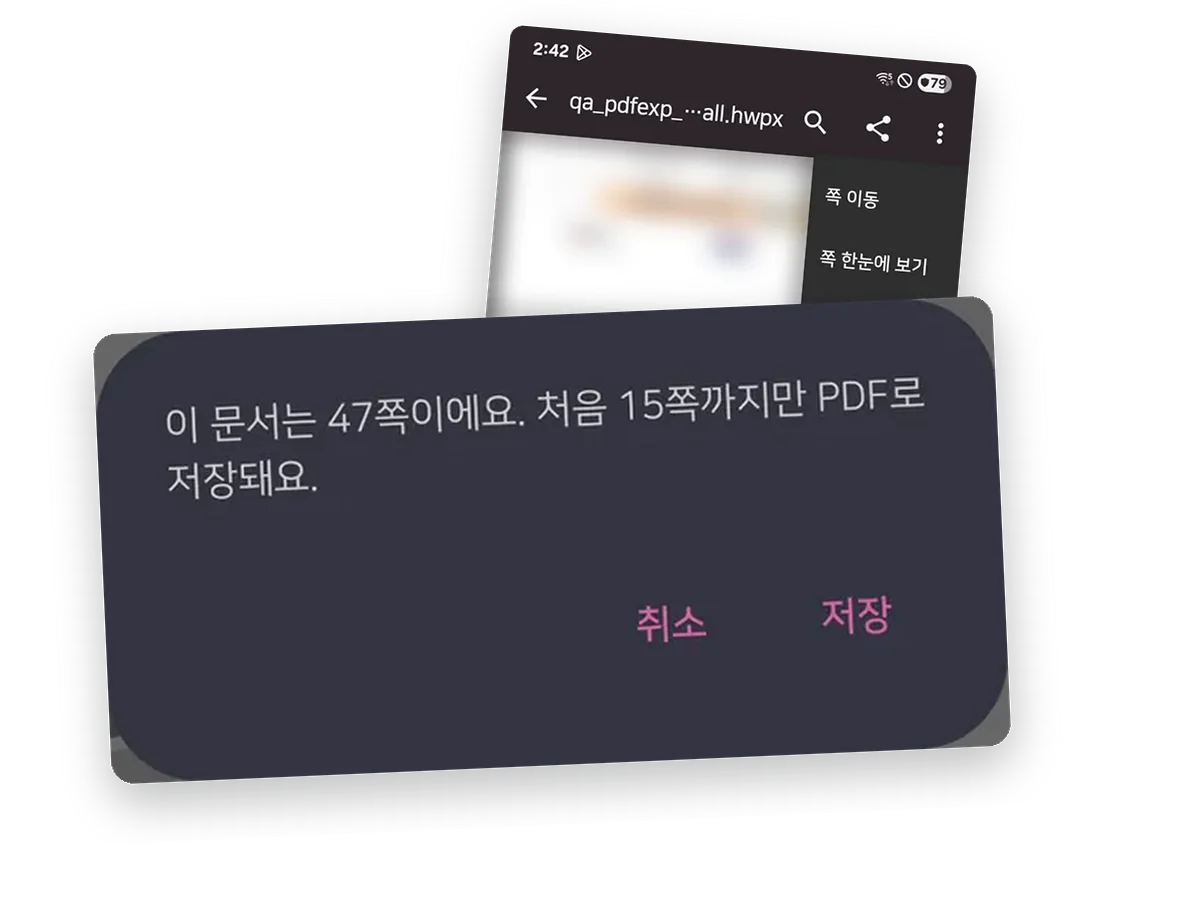 2:42
79
qa_pdfexp_…all.hwpx
쪽 이동
쪽 한눈에 보기
이 문서는 47쪽이에요. 처음 15쪽까지만 PDF로
저장돼요.
취소
저장